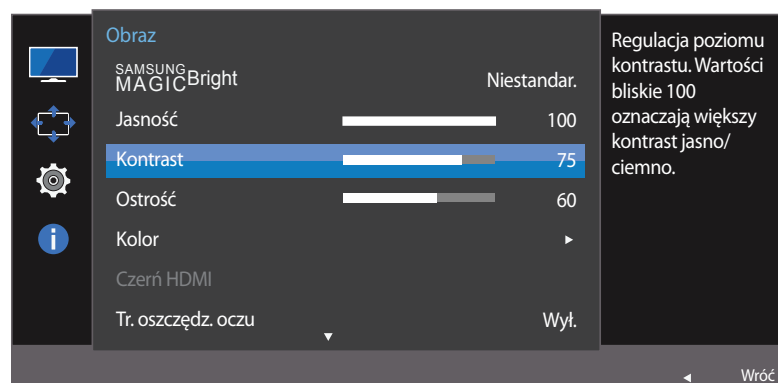 Obraz
SAMSUNG
MAGICBright Niestandar.
Jasność 100
Kontrast 75
Ostrość 60
Kolor
Czerń HDMI
Tr. oszczędz. oczu Wył.
Regulacja poziomu
kontrastu. Wartości
bliskie 100
oznaczają większy
kontrast jasno/
ciemno.
Wróć